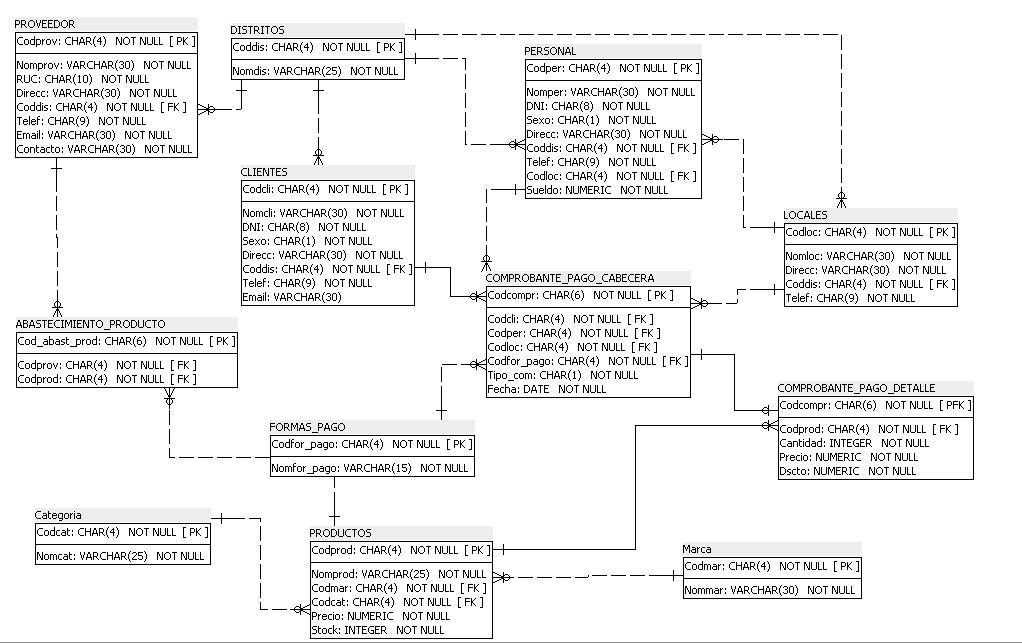 PROVEEDOR
Codprov: CHAR(4) NOT NULL [ PK ]
Nomprov: VARCHAR(30) NOT NULL
RUC: CHAR(10) NOT NULL
Direcc: VARCHAR(30) NOT NULL
Coddis: CHAR(4) NOT NULL [ FK ]
Telef: CHAR(9) NOT NULL
Email: VARCHAR(30) NOT NULL
Contacto: VARCHAR(30) NOT NULL
DISTRITOS
Coddis: CHAR(4) NOT NULL [ PK ]
Nomdis: VARCHAR(25) NOT NULL
PERSONAL
Codper: CHAR(4) NOT NULL [ PK ]
Nomper: VARCHAR(30) NOT NULL
DNI: CHAR(8) NOT NULL
Sexo: CHAR(1) NOT NULL
Direcc: VARCHAR(30) NOT NULL
Coddis: CHAR(4) NOT NULL [ FK ]
Telef: CHAR(9) NOT NULL
Codloc: CHAR(4) NOT NULL [ FK ]
Sueldo: NUMERIC NOT NULL
CLIENTES
Codcli: CHAR(4) NOT NULL [ PK ]
Nomcli: VARCHAR(30) NOT NULL
DNI: CHAR(8) NOT NULL
Sexo: CHAR(1) NOT NULL
Direcc: VARCHAR(30) NOT NULL
Coddis: CHAR(4) NOT NULL [ FK ]
Telef: CHAR(9) NOT NULL
Email: VARCHAR(30)
LOCALES
Codloc: CHAR(4) NOT NULL [ PK ]
Nomloc: VARCHAR(30) NOT NULL
Direcc: VARCHAR(30) NOT NULL
Coddis: CHAR(4) NOT NULL [ FK ]
Telef: CHAR(9) NOT NULL
COMPROBANTE_PAGO_CABECERA
Codcompr: CHAR(6) NOT NULL [ PK ]
Codcli: CHAR(4) NOT NULL [ FK ]
Codper: CHAR(4) NOT NULL [ FK ]
Codloc: CHAR(4) NOT NULL [ FK ]
Codfor_pago: CHAR(4) NOT NULL [ FK ]
Tipo_com: CHAR(1) NOT NULL
Fecha: DATE NOT NULL
ABASTECIMIENTO_PRODUCTO
Cod_abast_prod: CHAR(6) NOT NULL [ PK ]
Codprov: CHAR(4) NOT NULL [ FK ]
Codprod: CHAR(4) NOT NULL [ FK ]
COMPROBANTE_PAGO_DETALLE
Codcompr: CHAR(6) NOT NULL [ PFK ]
Codprod: CHAR(4) NOT NULL [ FK ]
Cantidad: INTEGER NOT NULL
Precio: NUMERIC NOT NULL
Dscto: NUMERIC NOT NULL
FORMAS_PAGO
Codfor_pago: CHAR(4) NOT NULL [ PK ]
Nomfor_pago: VARCHAR(15) NOT NULL
Categoria
Codcat: CHAR(4) NOT NULL [ PK ]
Nomcat: VARCHAR(25) NOT NULL
PRODUCTOS
Codprod: CHAR(4) NOT NULL [ PK ]
Nomprod: VARCHAR(25) NOT NULL
Codmar: CHAR(4) NOT NULL [ FK ]
Codcat: CHAR(4) NOT NULL [ FK ]
Precio: NUMERIC NOT NULL
Stock: INTEGER NOT NULL
Marca
Codmar: CHAR(4) NOT NULL [ PK ]
Nommar: VARCHAR(30) NOT NULL